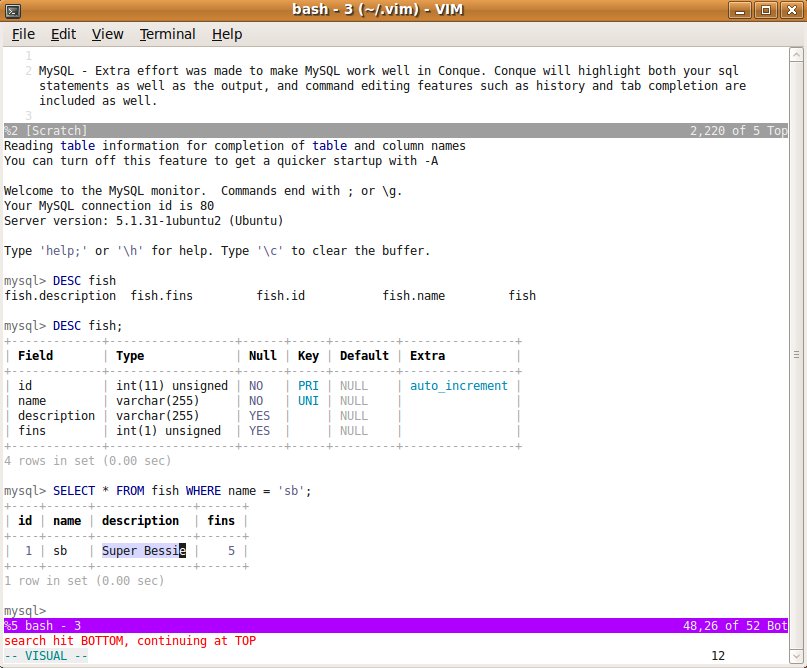 bash - 3 (~/.vim) - VIM
File Edit View Terminal Help
1
2 MySQL - Extra effort was made to make MySQL work well in Conque. Conque will highlight both your sql
statements as well as the output, and command editing features such as history and tab completion are
included as well.
3
%2 [Scratch] 2,220 of 5 Top
Reading table information for completion of table and column names
You can turn off this feature to get a quicker startup with -A
Welcome to the MySQL monitor.  Commands end with ; or \g.
Your MySQL connection id is 80
Server version: 5.1.31-1ubuntu2 (Ubuntu)
Type 'help;' or '\h' for help. Type '\c' to clear the buffer.
mysql> DESC fish
fish.description  fish.fins         fish.id           fish.name         fish
mysql> DESC fish;
+-------------+------------------+------+-----+---------+----------------+
| Field       | Type             | Null | Key | Default | Extra          |
+-------------+------------------+------+-----+---------+----------------+
| id          | int(11) unsigned | NO   | PRI | NULL    | auto_increment |
| name        | varchar(255)     | NO   | UNI | NULL    |                |
| description | varchar(255)     | YES  |     | NULL    |                |
| fins        | int(1) unsigned  | YES  |     | NULL    |                |
+-------------+------------------+------+-----+---------+----------------+
4 rows in set (0.00 sec)
mysql> SELECT * FROM fish WHERE name = 'sb';
+----+------+--------------+------+
| id | name | description  | fins |
+----+------+--------------+------+
|  1 | sb   | Super Bessie |    5 |
+----+------+--------------+------+
1 row in set (0.00 sec)
mysql>
%5 bash - 3 48,26 of 52 Bot
search hit BOTTOM, continuing at TOP
-- VISUAL -- 12